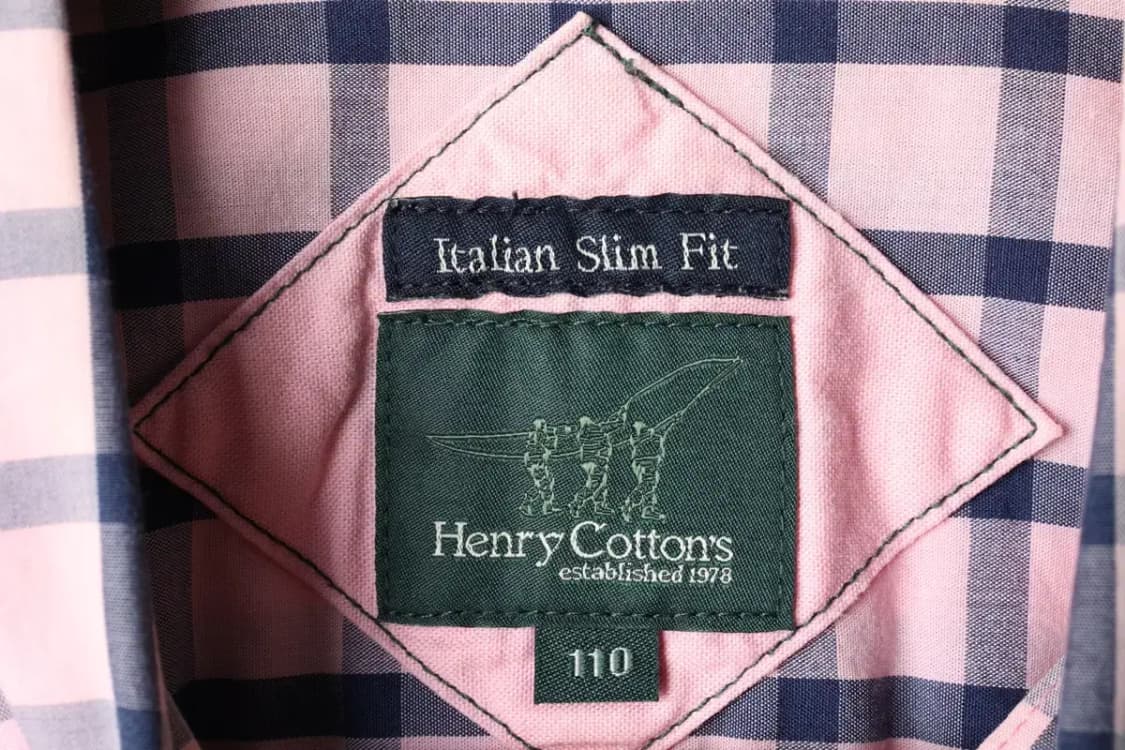 Italian Slim Fit
Henry Cotton's
established 1978
110